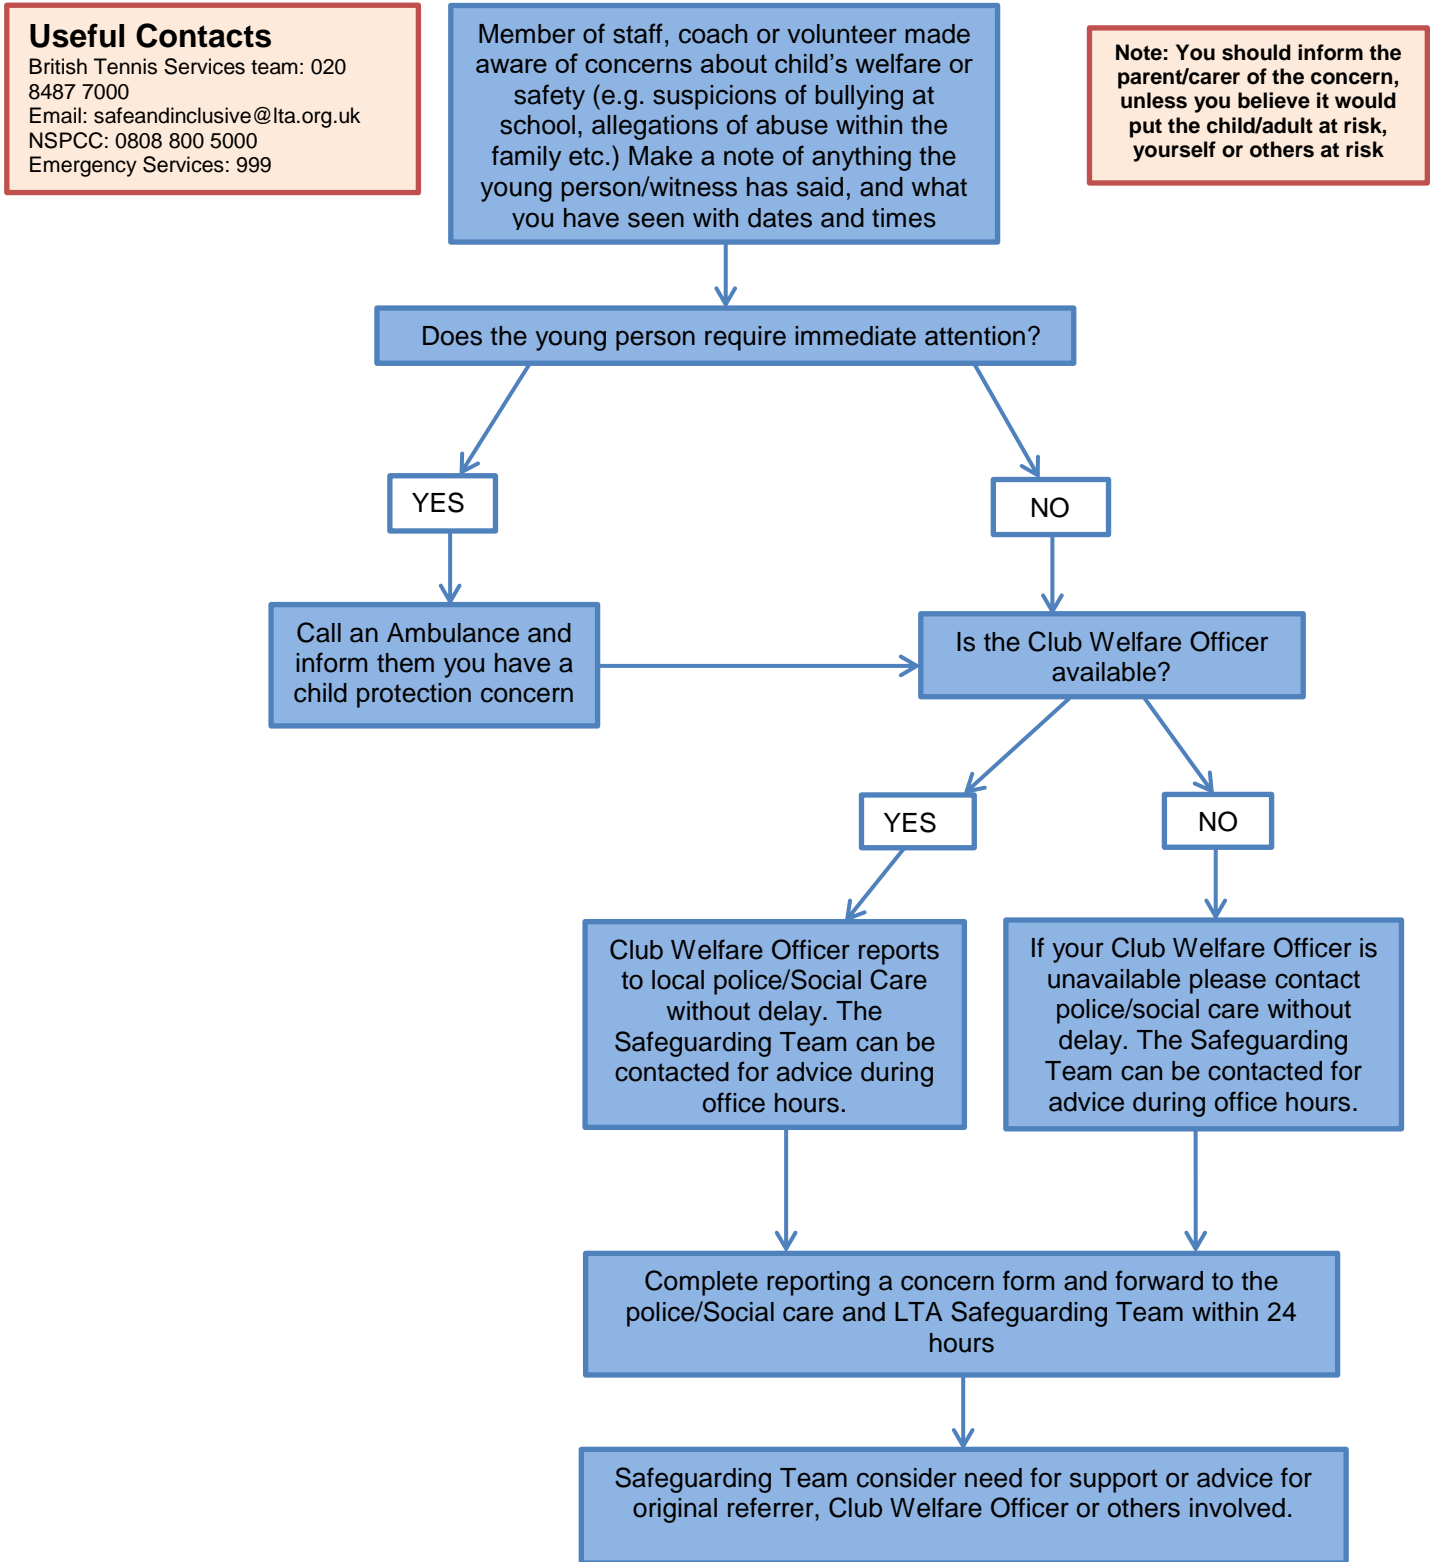 Useful Contacts
British Tennis Services team: 020
8487 7000
Email: safeandinclusive@lta.org.uk
NSPCC: 0808 800 5000
Emergency Services: 999
Member of staff, coach or volunteer made
aware of concerns about child’s welfare or
safety (e.g. suspicions of bullying at
school, allegations of abuse within the
family etc.) Make a note of anything the
young person/witness has said, and what
you have seen with dates and times
Note: You should inform the
parent/carer of the concern,
unless you believe it would
put the child/adult at risk,
yourself or others at risk
Does the young person require immediate attention?
YES
NO
Call an Ambulance and
inform them you have a
child protection concern
Is the Club Welfare Officer
available?
YES
NO
Club Welfare Officer reports
to local police/Social Care
without delay. The
Safeguarding Team can be
contacted for advice during
office hours.
If your Club Welfare Officer is
unavailable please contact
police/social care without
delay. The Safeguarding
Team can be contacted for
advice during office hours.
Complete reporting a concern form and forward to the
police/Social care and LTA Safeguarding Team within 24
hours
Safeguarding Team consider need for support or advice for
original referrer, Club Welfare Officer or others involved.